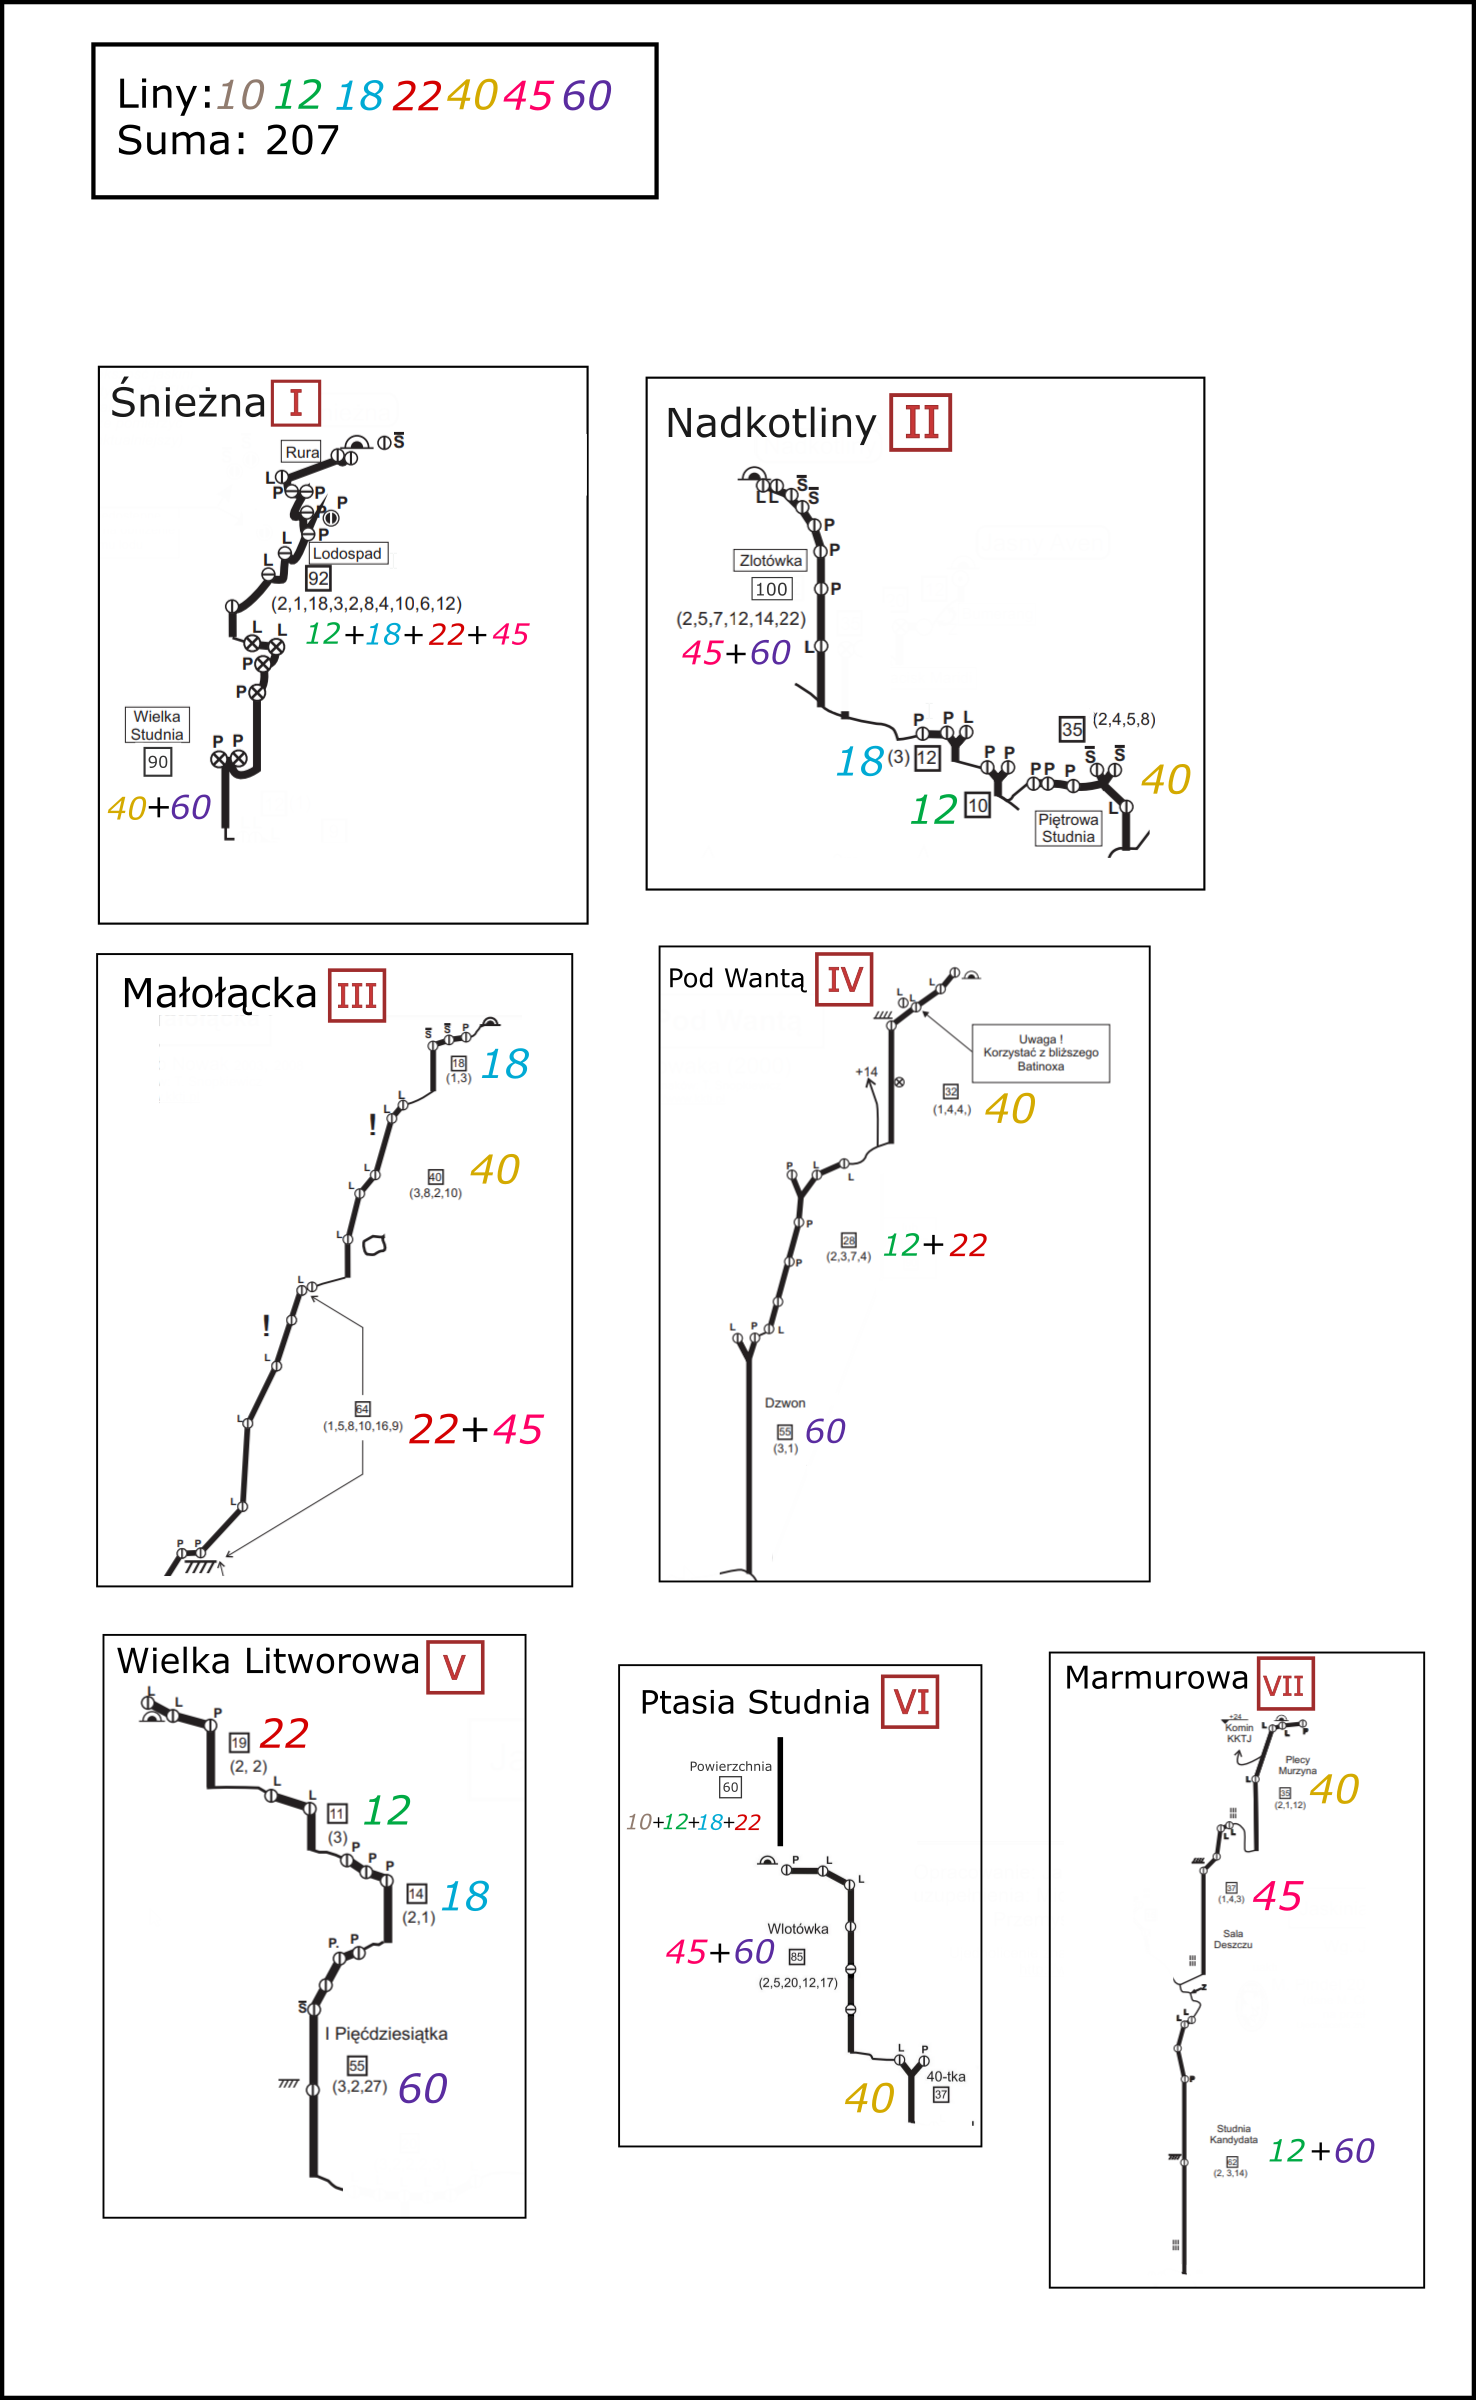 Liny: 10 12 18 22 40 45 60
Suma: 207
Śnieżna I
Rura
S̄
L
P P
P P
P
L
Lodospad
L
92
(2,1,18,3,2,8,4,10,6,12)
L L
12+18+22+45
P
P
Wielka
Studnia
P P
90
40+60
L
Nadkotliny II
S̄
L L S̄
P
P
Zlotówka
100
P
(2,5,7,12,14,22)
45+60
L
P P L
35 (2,4,5,8)
18 (3) 12
P P
S̄ S̄
P P P
40
12 10
L
Piętrowa
Studnia
Małołącka III
S̄ S̄ P
18
(1,3)
18
L
L
!
L
L
40
(3,8,2,10)
40
L
L
!
L
L
64
(1,5,8,10,16,9)
22+45
L
P P
Pod Wantą IV
L
L L
Uwaga !
Korzystać z bliższego
Batinoxa
+14
32
(1,4,4,)
40
P L
L
P
28
(2,3,7,4)
12+22
P
L P L
Dzwon
55
(3,1)
60
Wielka Litworowa V
L
L
P
19
(2, 2)
22
L
L
11
(3)
12
P
P
P
14
(2,1)
18
P. P
S̄
I Pięćdziesiątka
55
(3,2,27)
60
Ptasia Studnia VI
Powierzchnia
60
10+12+18+22
P L
L
Wlotówka
45+60 85
(2,5,20,12,17)
L P
40-tka
37
40
Marmurowa VII
+24
Komin
KKTJ
L
L P
Plecy
Murzyna
35
(2,1,12)
40
L
L
L
37
(1,4,3)
45
Sala
Deszczu
Z
L
L
P
Studnia
Kandydata
62
(2, 3,14)
12+60